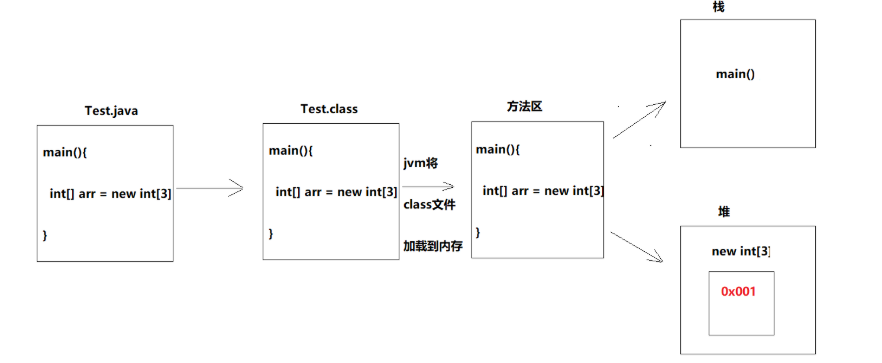 栈
main()
Test.java
Test.class
方法区
main(){
int[] arr = new int[3]
}
main(){
int[] arr = new int[3]
}
jvm将
class文件
加载到内存
main(){
int[] arr = new int[3]
}
堆
new int[3]
0x001